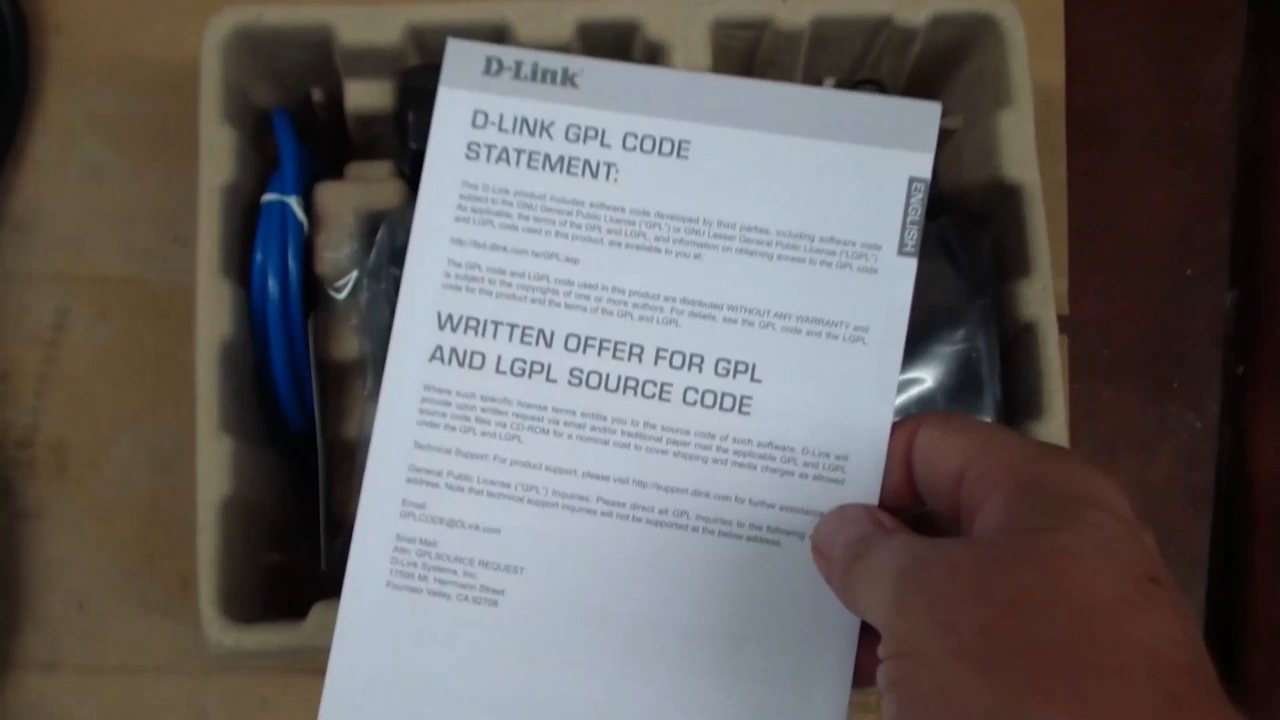 D-Link
D-LINK GPL CODE
STATEMENT:
ENGLISH
This D-Link product includes software code developed by third parties, including software code
subject to the GNU General Public License ("GPL") or GNU Lesser General Public License ("LGPL").
As applicable, the terms of the GPL and LGPL, and information on obtaining access to the GPL code
and LGPL code used in this product, are available to you at:
http://tsd.dlink.com.tw/GPL.asp
The GPL code and LGPL code used in this product are distributed WITHOUT ANY WARRANTY and
is subject to the copyrights of one or more authors. For details, see the GPL code and the LGPL
code for this product and the terms of the GPL and LGPL.
WRITTEN OFFER FOR GPL
AND LGPL SOURCE CODE
Where such specific license terms entitle you to the source code of such software, D-Link will
provide upon written request via email and/or traditional paper mail the applicable GPL and LGPL
source code files via CD-ROM for a nominal cost to cover shipping and media charges as allowed
under the GPL and LGPL.
Technical Support: For product support, please visit http://support.dlink.com for further assistance.
General Public License ("GPL") Inquiries: Please direct all GPL inquiries to the following
address. Note that technical support inquiries will not be supported at the below address.
Email:
GPLCODE@DLink.com
Snail Mail:
Attn: GPLSOURCE REQUEST
D-Link Systems, Inc.
17595 Mt. Herrmann Street
Fountain Valley, CA 92708